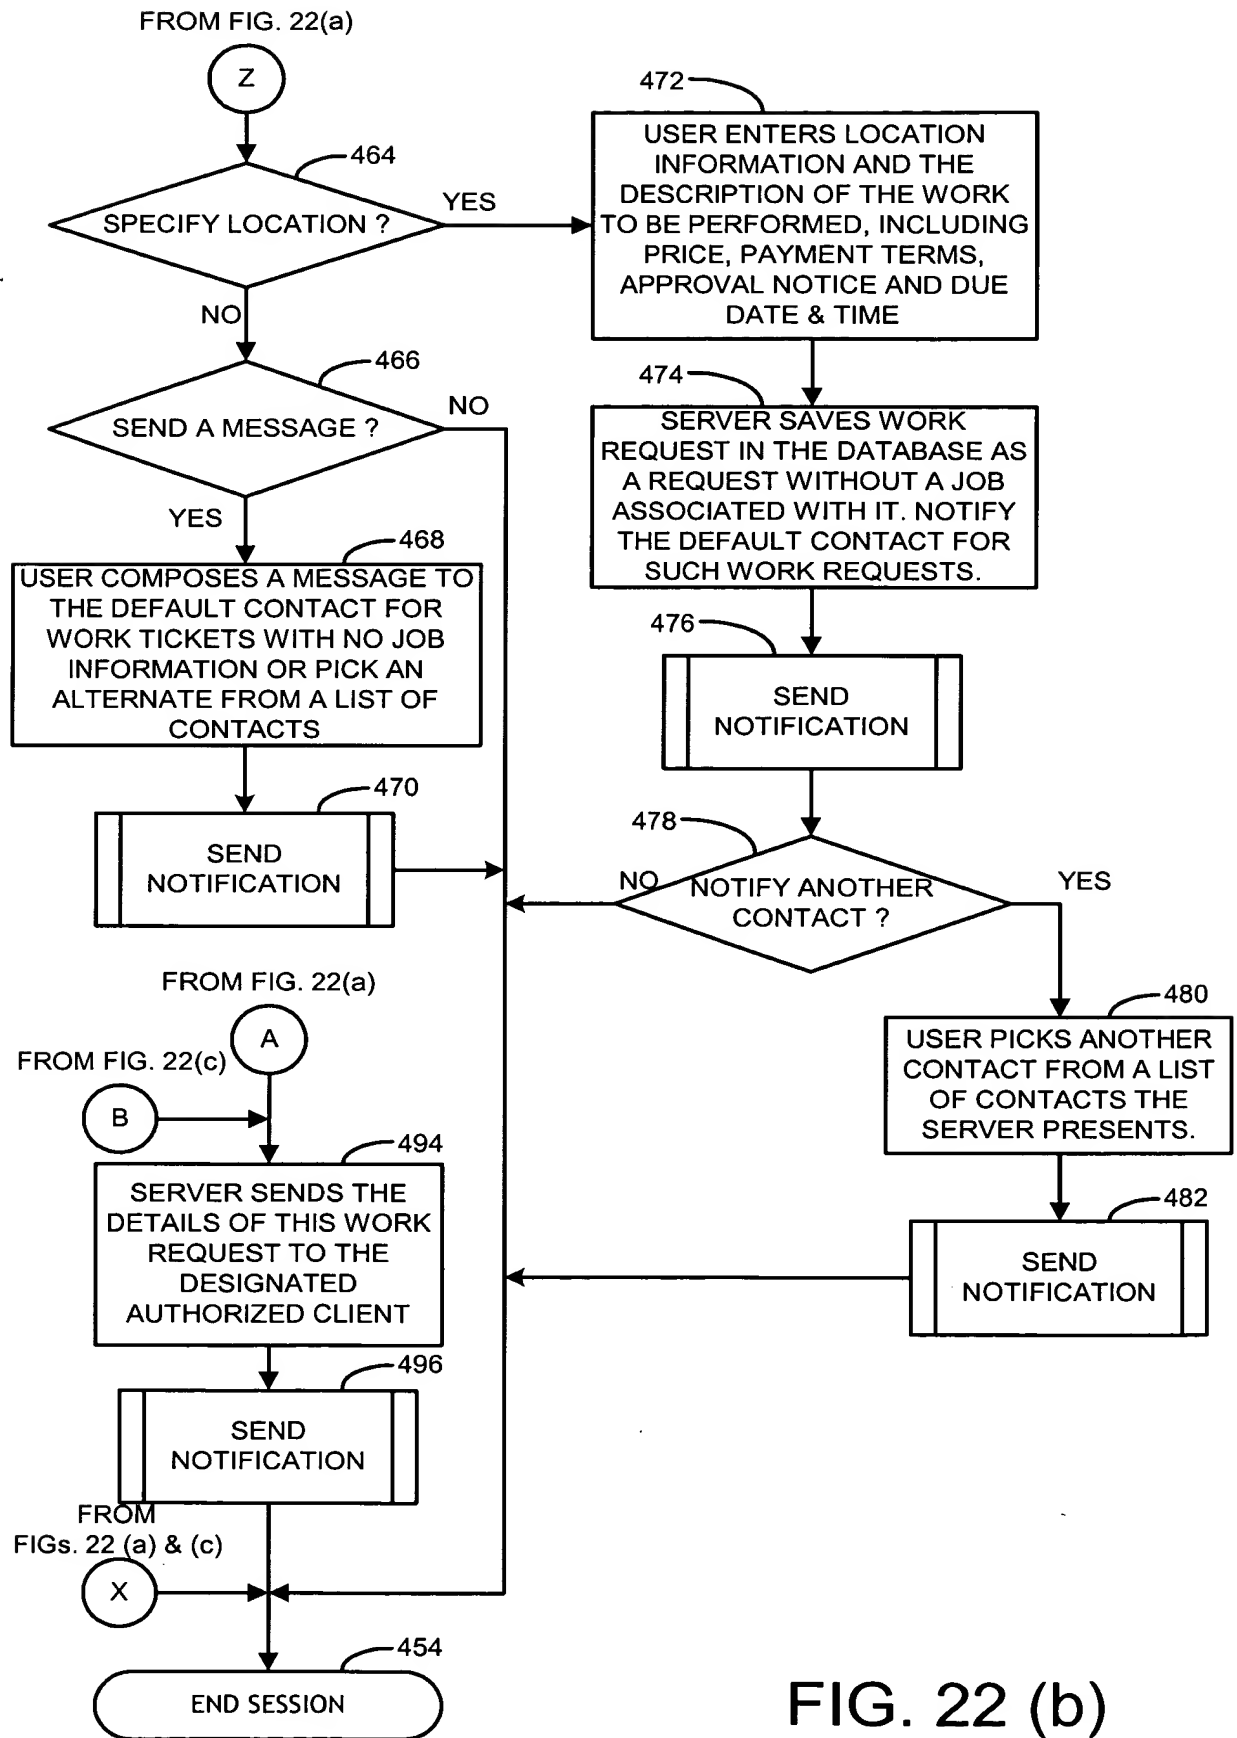 FROM FIG. 22(a)
Z
464
SPECIFY LOCATION ?
YES
NO
472
USER ENTERS LOCATION
INFORMATION AND THE
DESCRIPTION OF THE WORK
TO BE PERFORMED, INCLUDING
PRICE, PAYMENT TERMS,
APPROVAL NOTICE AND DUE
DATE & TIME
466
SEND A MESSAGE ?
NO
YES
474
SERVER SAVES WORK
REQUEST IN THE DATABASE AS
A REQUEST WITHOUT A JOB
ASSOCIATED WITH IT. NOTIFY
THE DEFAULT CONTACT FOR
SUCH WORK REQUESTS.
468
USER COMPOSES A MESSAGE TO
THE DEFAULT CONTACT FOR
WORK TICKETS WITH NO JOB
INFORMATION OR PICK AN
ALTERNATE FROM A LIST OF
CONTACTS
476
SEND
NOTIFICATION
470
SEND
NOTIFICATION
478
NO
NOTIFY ANOTHER
CONTACT ?
YES
480
USER PICKS ANOTHER
CONTACT FROM A LIST
OF CONTACTS THE
SERVER PRESENTS.
482
SEND
NOTIFICATION
FROM FIG. 22(a)
A
FROM FIG. 22(c)
B
494
SERVER SENDS THE
DETAILS OF THIS WORK
REQUEST TO THE
DESIGNATED
AUTHORIZED CLIENT
496
SEND
NOTIFICATION
FROM
FIGs. 22 (a) & (c)
X
454
END SESSION
FIG. 22 (b)